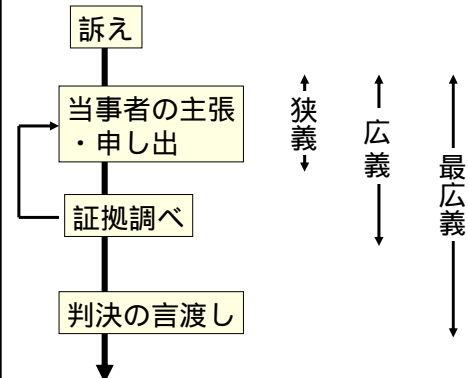 訴え
当事者の主張
・申し出
証拠調べ
判決の言渡し
狭義
広義
最広義